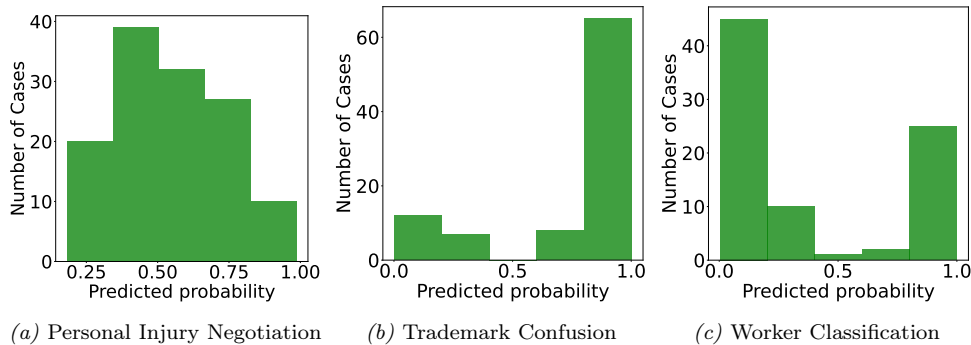 Number of Cases
40
30
20
10
0
0.25
0.50
0.75
1.00
Predicted probability
(a) Personal Injury Negotiation
Number of Cases
60
40
20
0
0.0
0.5
1.0
Predicted probability
(b) Trademark Confusion
Number of Cases
40
30
20
10
0
0.0
0.5
1.0
Predicted probability
(c) Worker Classification